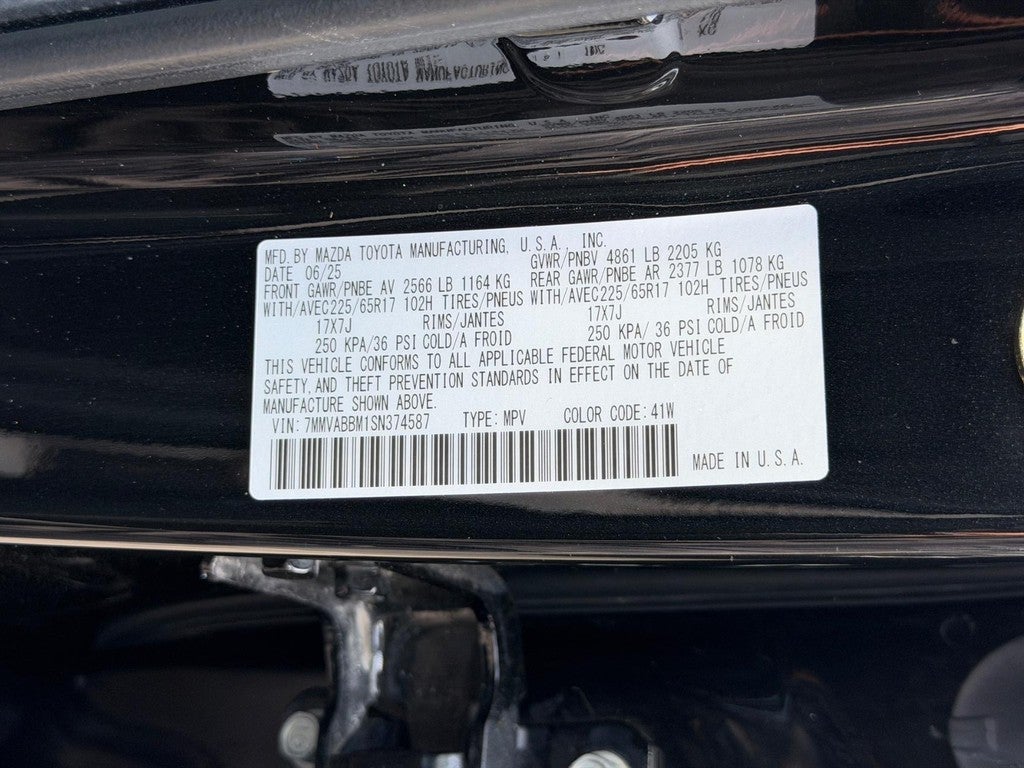 MFD. BY MAZDA TOYOTA MANUFACTURING, U.S.A., INC.
DATE 06/25 GVWR/PNBV 4861 LB 2205 KG
FRONT GAWR/PNBE AV 2566 LB 1164 KG REAR GAWR/PNBE AR 2377 LB 1078 KG
WITH/AVEC225/65R17 102H TIRES/PNEUS WITH/AVEC225/65R17 102H TIRES/PNEUS
17X7J RIMS/JANTES 17X7J RIMS/JANTES
250 KPA/36 PSI COLD/A FROID 250 KPA/36 PSI COLD/A FROID
THIS VEHICLE CONFORMS TO ALL APPLICABLE FEDERAL MOTOR VEHICLE
SAFETY, AND THEFT PREVENTION STANDARDS IN EFFECT ON THE DATE OF
MANUFACTURE SHOWN ABOVE.
VIN: 7MMVABBM1SN374587 TYPE: MPV COLOR CODE: 41W
MADE IN U.S.A.